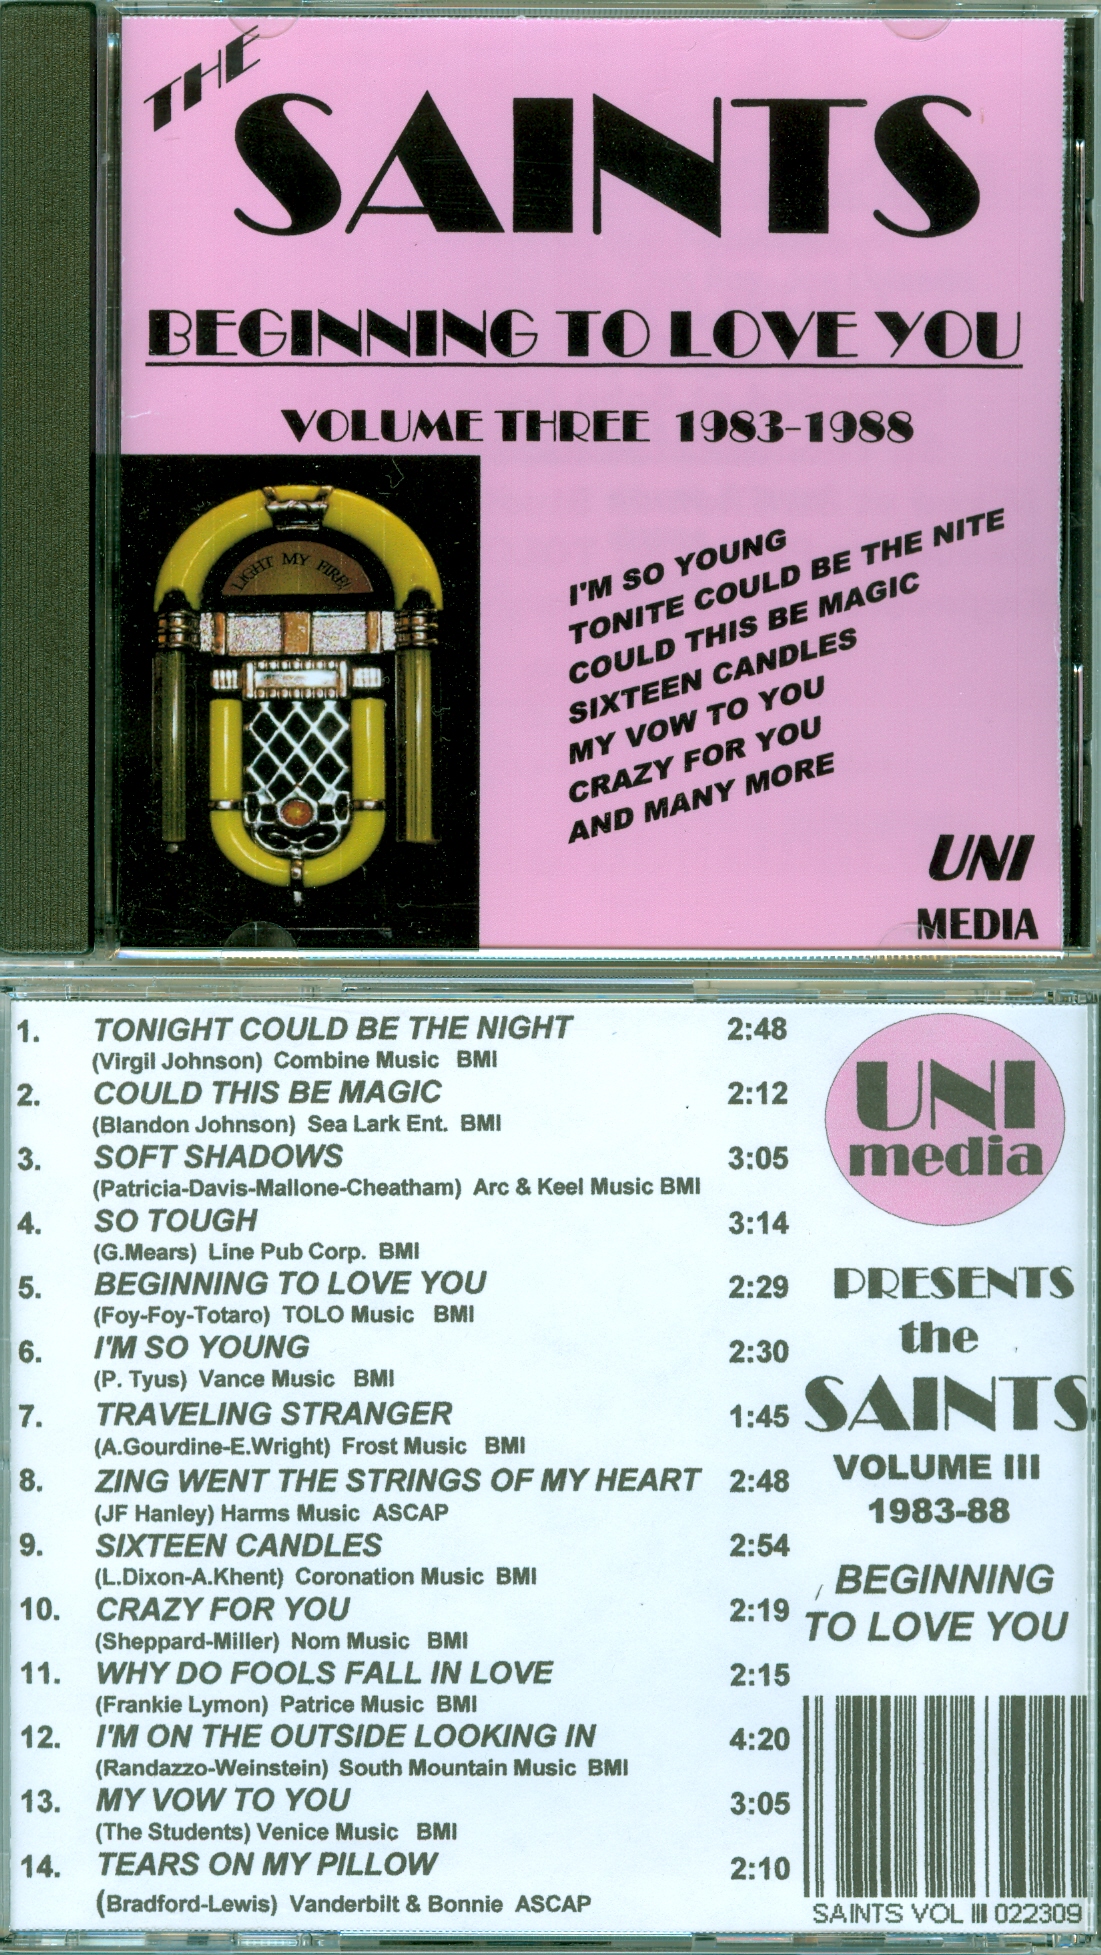 THE
SAINTS
BEGINNING TO LOVE YOU
VOLUME THREE 1983-1988
LIGHT MY FIRE!
I'M SO YOUNG
TONITE COULD BE THE NITE
COULD THIS BE MAGIC
SIXTEEN CANDLES
MY VOW TO YOU
CRAZY FOR YOU
AND MANY MORE
UNI
MEDIA
1. TONIGHT COULD BE THE NIGHT 2:48
(Virgil Johnson) Combine Music BMI
2. COULD THIS BE MAGIC 2:12
(Blandon Johnson) Sea Lark Ent. BMI
3. SOFT SHADOWS 3:05
(Patricia-Davis-Mallone-Cheatham) Arc & Keel Music BMI
4. SO TOUGH 3:14
(G.Mears) Line Pub Corp. BMI
5. BEGINNING TO LOVE YOU 2:29
(Foy-Foy-Totaro) TOLO Music BMI
6. I'M SO YOUNG 2:30
(P. Tyus) Vance Music BMI
7. TRAVELING STRANGER 1:45
(A.Gourdine-E.Wright) Frost Music BMI
8. ZING WENT THE STRINGS OF MY HEART 2:48
(JF Hanley) Harms Music ASCAP
9. SIXTEEN CANDLES 2:54
(L.Dixon-A.Khent) Coronation Music BMI
10. CRAZY FOR YOU 2:19
(Sheppard-Miller) Nom Music BMI
11. WHY DO FOOLS FALL IN LOVE 2:15
(Frankie Lymon) Patrice Music BMI
12. I'M ON THE OUTSIDE LOOKING IN 4:20
(Randazzo-Weinstein) South Mountain Music BMI
13. MY VOW TO YOU 3:05
(The Students) Venice Music BMI
14. TEARS ON MY PILLOW 2:10
(Bradford-Lewis) Vanderbilt & Bonnie ASCAP
UNI
media
PRESENTS
the
SAINTS
VOLUME III
1983-88
BEGINNING
TO LOVE YOU
SAINTS VOL III 022309